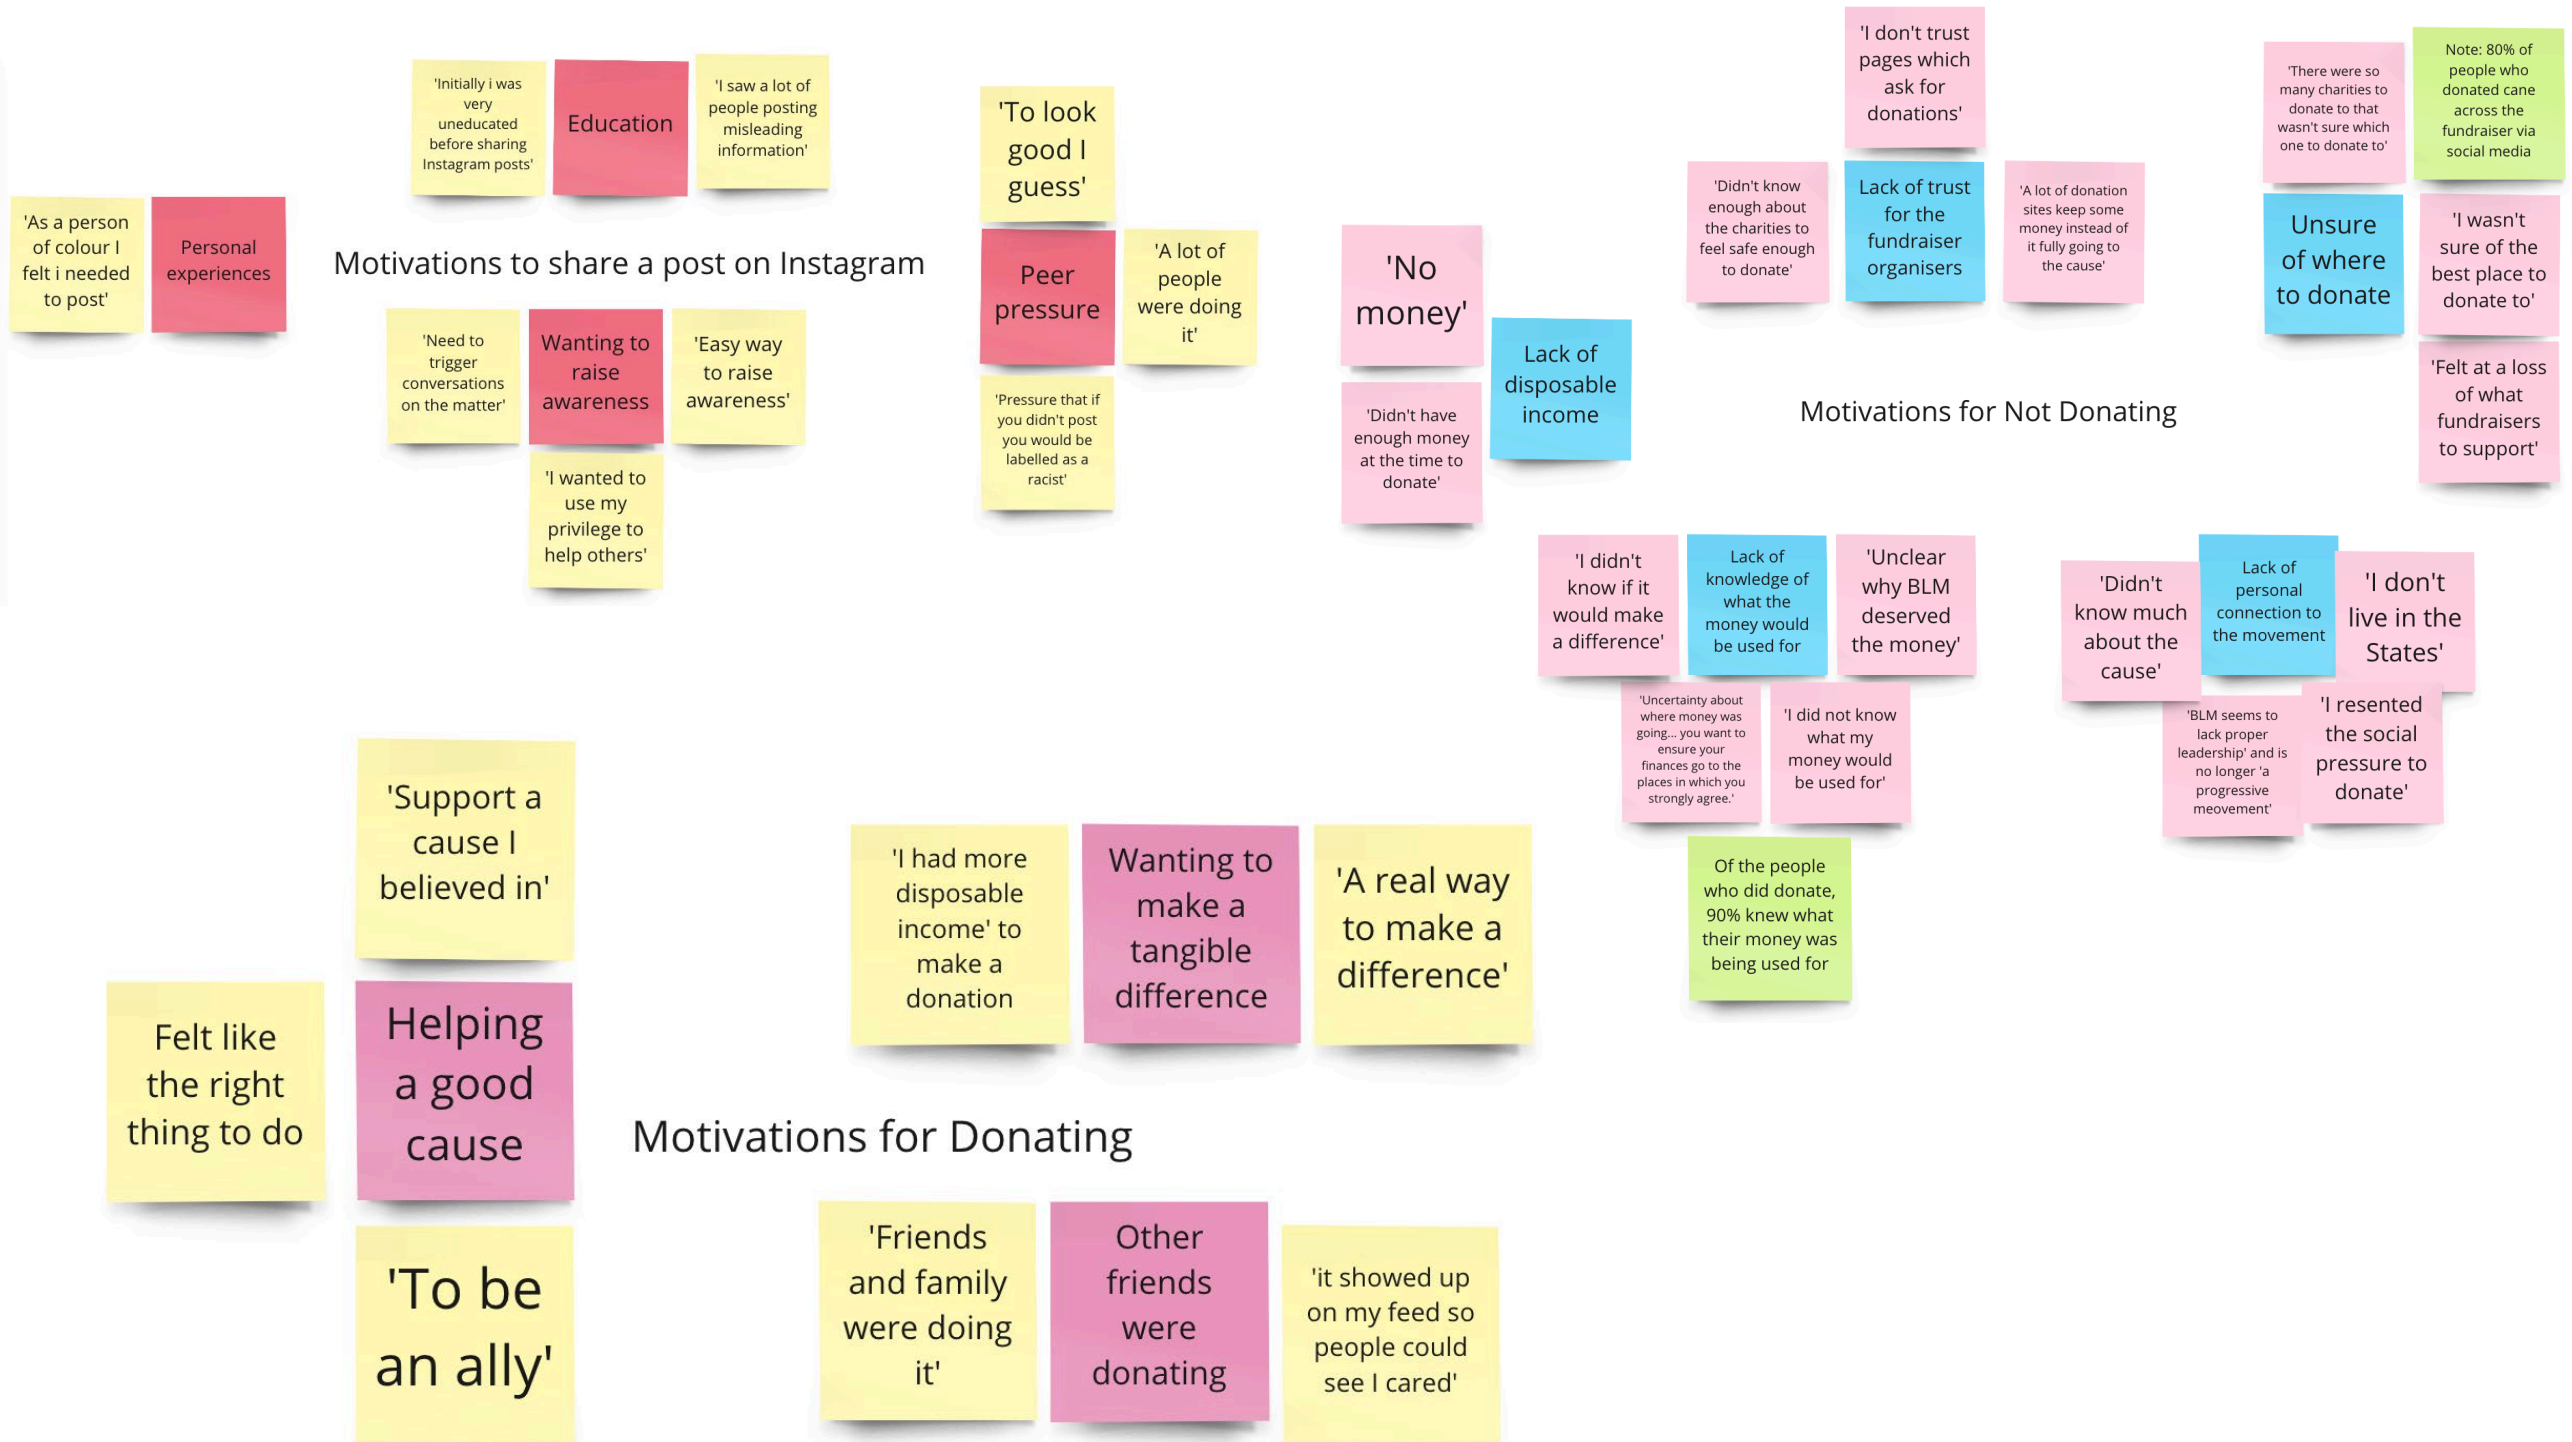 'As a person
of colour I
felt i needed
to post'
Personal
experiences
'Initially i was
very
uneducated
before sharing
Instagram posts'
Education
'I saw a lot of
people posting
misleading
information'
Motivations to share a post on Instagram
'Need to
trigger
conversations
on the matter'
Wanting to
raise
awareness
'Easy way
to raise
awareness'
'I wanted to
use my
privilege to
help others'
'To look
good I
guess'
Peer
pressure
'A lot of
people
were doing
it'
'Pressure that if
you didn't post
you would be
labelled as a
racist'
'No
money'
Lack of
disposable
income
'Didn't have
enough money
at the time to
donate'
'I don't trust
pages which
ask for
donations'
'Didn't know
enough about
the charities to
feel safe enough
to donate'
Lack of trust
for the
fundraiser
organisers
'A lot of donation
sites keep some
money instead of
it fully going to
the cause'
'There were so
many charities to
donate to that
wasn't sure which
one to donate to'
Note: 80% of
people who
donated cane
across the
fundraiser via
social media
Unsure
of where
to donate
'I wasn't
sure of the
best place to
donate to'
'Felt at a loss
of what
fundraisers
to support'
Motivations for Not Donating
'I didn't
know if it
would make
a difference'
Lack of
knowledge of
what the
money would
be used for
'Unclear
why BLM
deserved
the money'
'Uncertainty about
where money was
going... you want to
ensure your
finances go to the
places in which you
strongly agree.'
'I did not know
what my
money would
be used for'
Of the people
who did donate,
90% knew what
their money was
being used for
'Didn't
know much
about the
cause'
Lack of
personal
connection to
the movement
'I don't
live in the
States'
'BLM seems to
lack proper
leadership' and is
no longer 'a
progressive
meovement'
'I resented
the social
pressure to
donate'
'Support a
cause I
believed in'
Felt like
the right
thing to do
Helping
a good
cause
'To be
an ally'
'I had more
disposable
income' to
make a
donation
Wanting to
make a
tangible
difference
'A real way
to make a
difference'
Motivations for Donating
'Friends
and family
were doing
it'
Other
friends
were
donating
'it showed up
on my feed so
people could
see I cared'